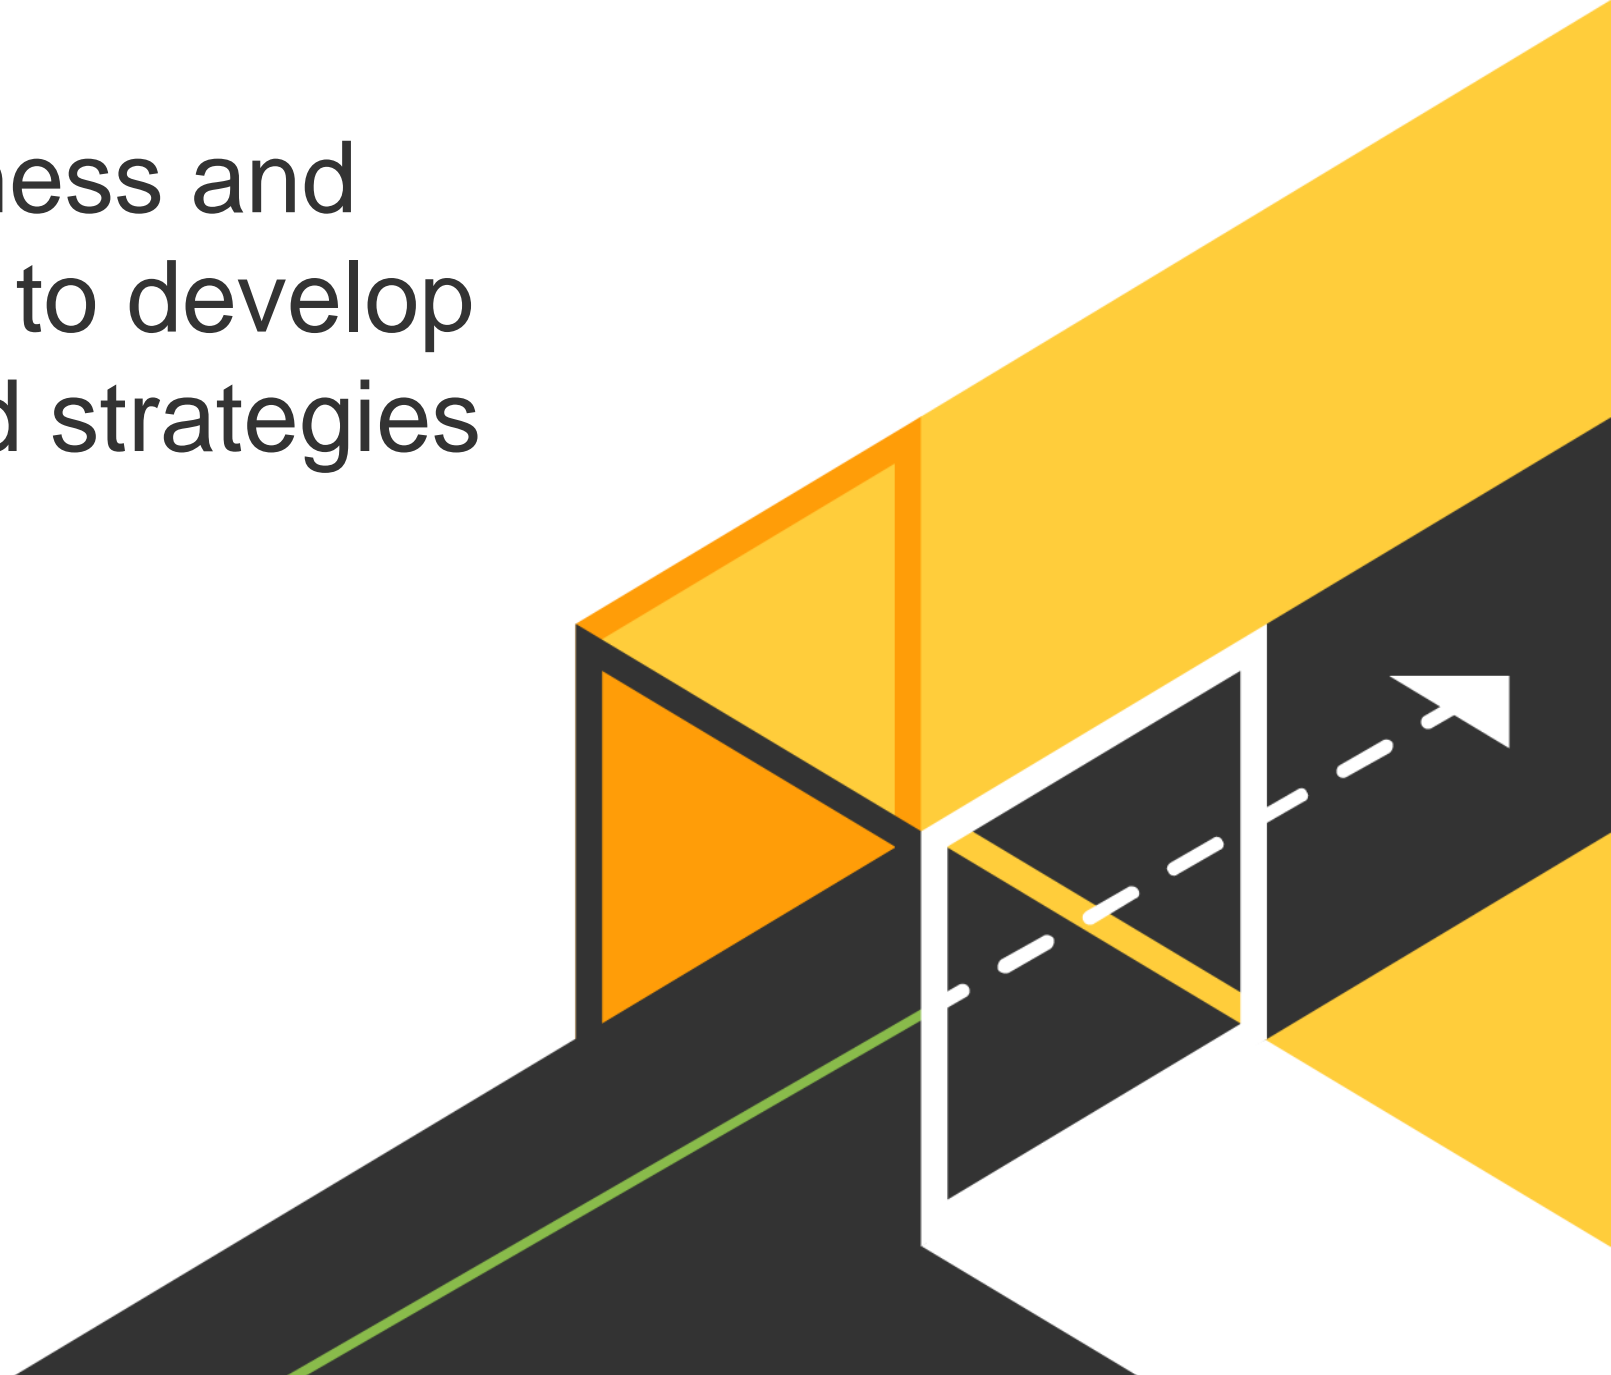 ness and
to develop
d strategies